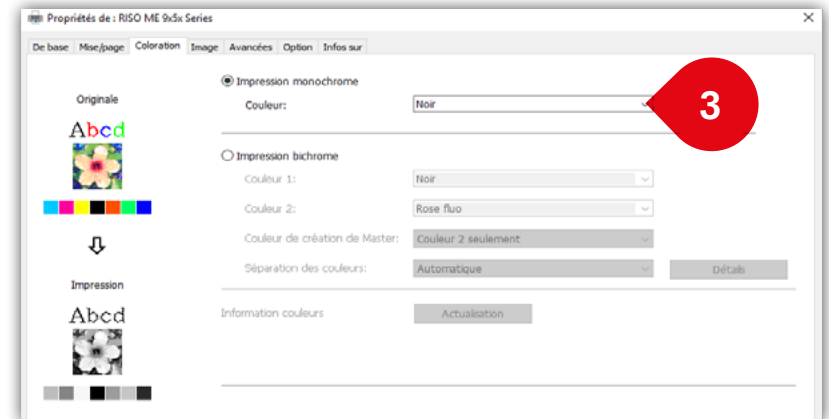 Propriétés de : RISO ME 9x5x Series
De base Mise/page Coloration Image Avancées Option Infos sur
Originale
Abcd
Impression
Abcd
Impression monochrome
Couleur: Noir
3
Impression bichrome
Couleur 1: Noir
Couleur 2: Rose fluo
Couleur de création de Master: Couleur 2 seulement
Séparation des couleurs: Automatique Détails
Information couleurs Actualisation